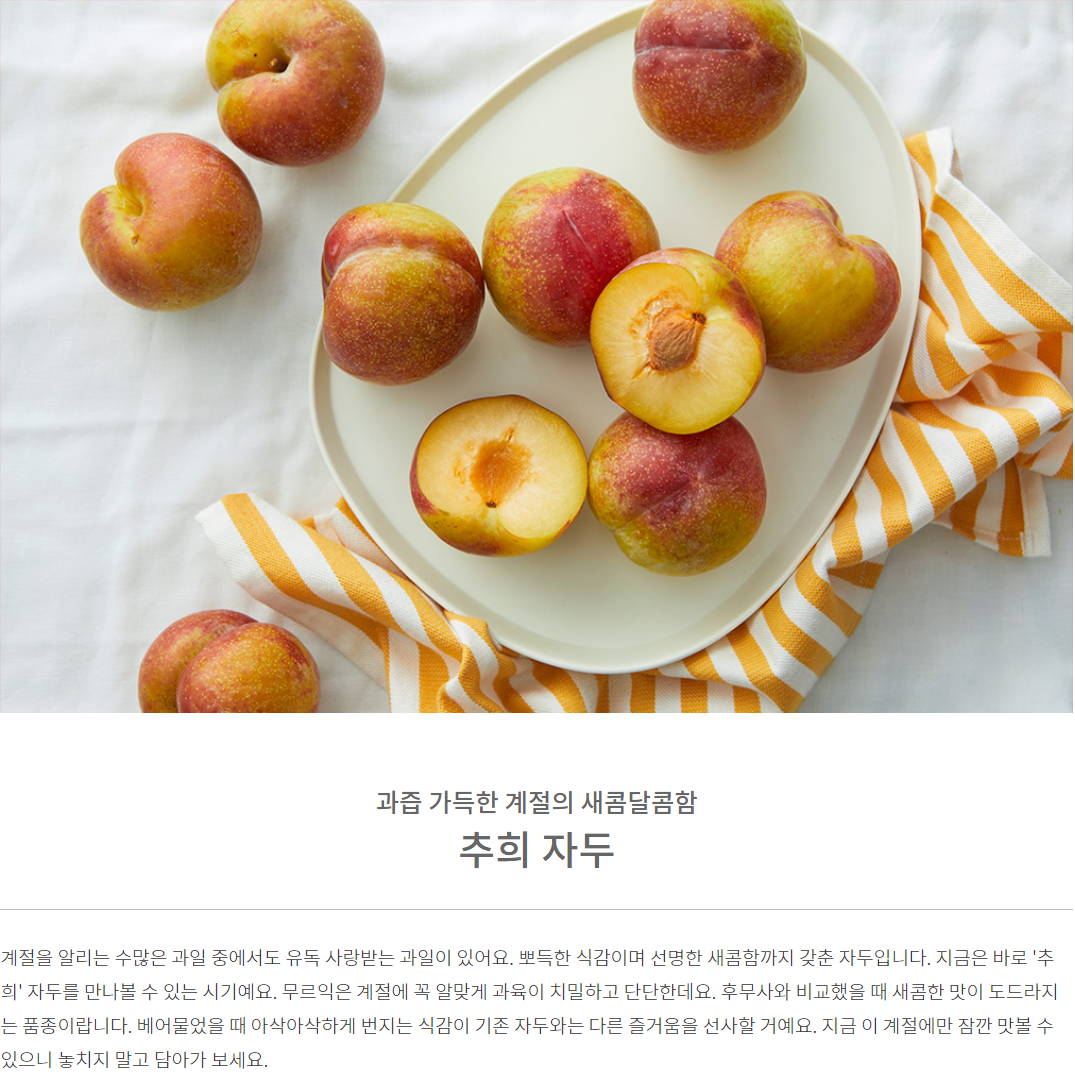 과즙 가득한 계절의 새콤달콤함
추희 자두
계절을 알리는 수많은 과일 중에서도 유독 사랑받는 과일이 있어요. 뽀득한 식감이며 선명한 새콤함까지 갖춘 자두입니다. 지금은 바로 '추
희' 자두를 만나볼 수 있는 시기예요. 무르익은 계절에 꼭 알맞게 과육이 치밀하고 단단한데요. 후무사와 비교했을 때 새콤한 맛이 도드라지
는 품종이랍니다. 베어물었을 때 아삭아삭하게 번지는 식감이 기존 자두와는 다른 즐거움을 선사할 거예요. 지금 이 계절에만 잠깐 맛볼 수
있으니 놓치지 말고 담아가 보세요.